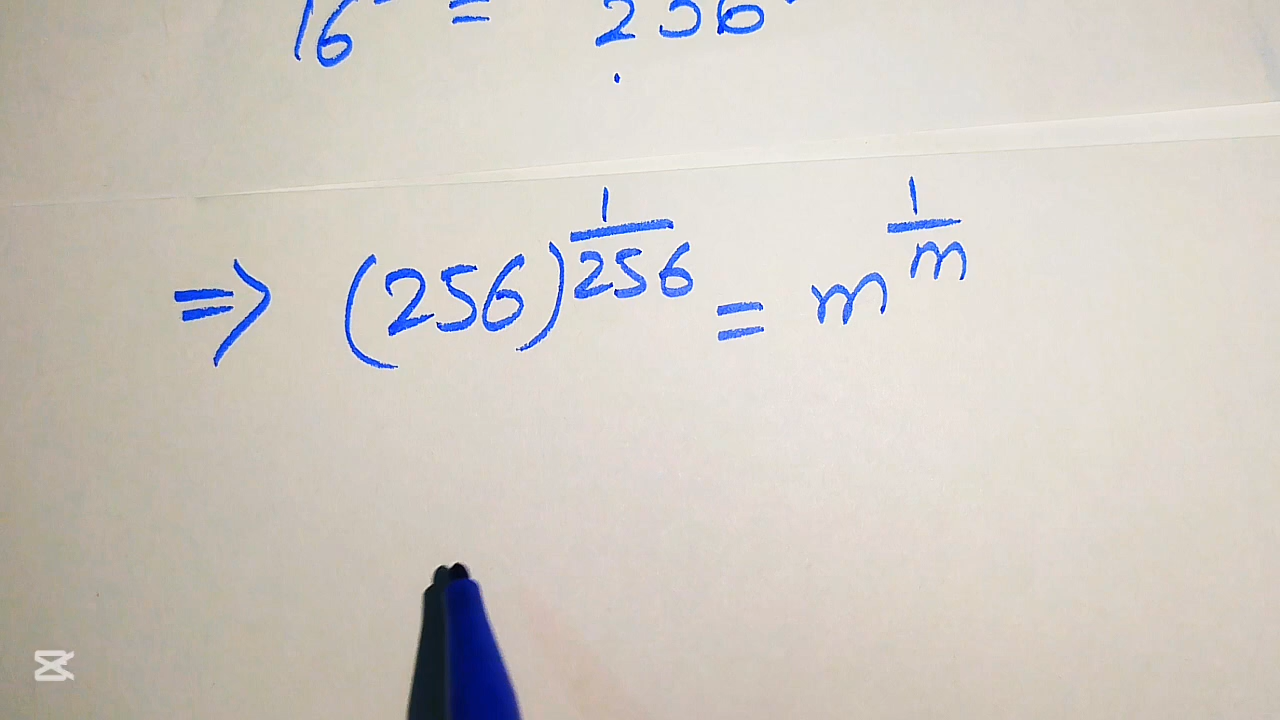 16 = 256
⇒ (256)^(1/256) = m^(1/m)